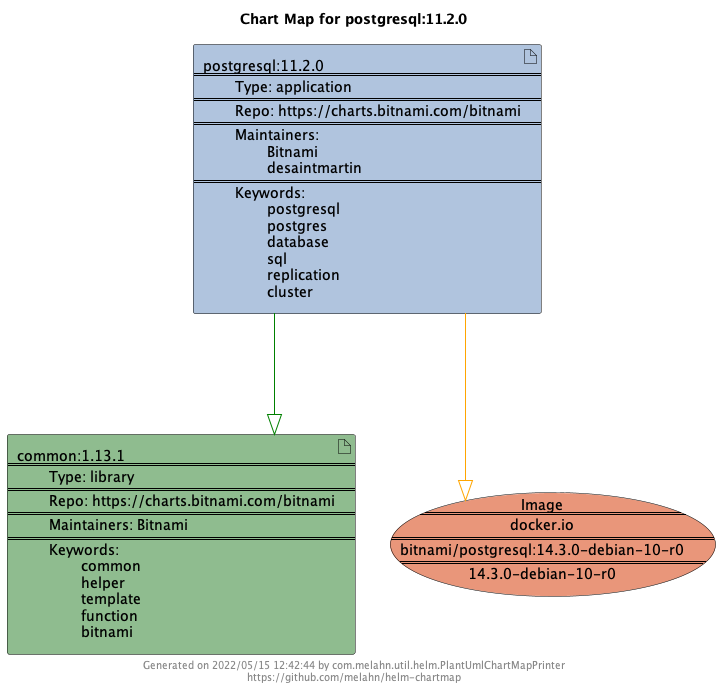 Chart Map for postgresql:11.2.0
postgresql:11.2.0
Type: application
Repo: https://charts.bitnami.com/bitnami
Maintainers:
Bitnami
desaintmartin
Keywords:
postgresql
postgres
database
sql
replication
cluster
common:1.13.1
Type: library
Repo: https://charts.bitnami.com/bitnami
Maintainers: Bitnami
Keywords:
common
helper
template
function
bitnami
Image
docker.io
bitnami/postgresql:14.3.0-debian-10-r0
14.3.0-debian-10-r0
Generated on 2022/05/15 12:42:44 by com.melahn.util.helm.PlantUmlChartMapPrinter
https://github.com/melahn/helm-chartmap